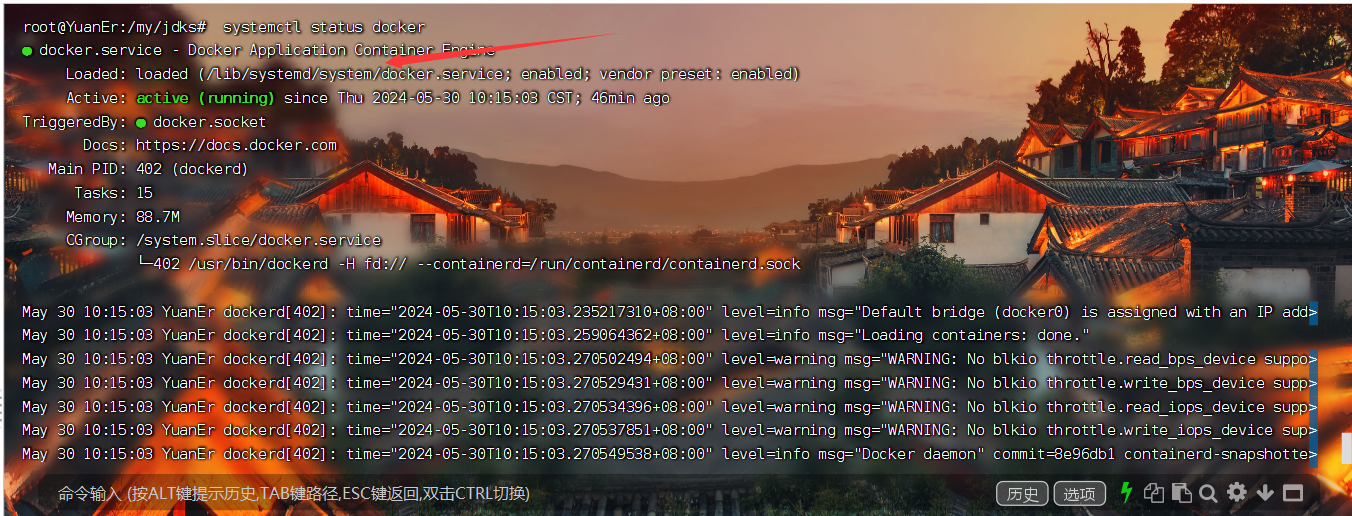 root@YuanEr:/my/jdks#  systemctl status docker
● docker.service - Docker Application Container Engine
Loaded: loaded (/lib/systemd/system/docker.service; enabled; vendor preset: enabled)
Active: active (running) since Thu 2024-05-30 10:15:03 CST; 46min ago
TriggeredBy: ● docker.socket
Docs: https://docs.docker.com
Main PID: 402 (dockerd)
Tasks: 15
Memory: 88.7M
CGroup: /system.slice/docker.service
└─402 /usr/bin/dockerd -H fd:// --containerd=/run/containerd/containerd.sock
May 30 10:15:03 YuanEr dockerd[402]: time="2024-05-30T10:15:03.235217310+08:00" level=info msg="Default bridge (docker0) is assigned with an IP add>
May 30 10:15:03 YuanEr dockerd[402]: time="2024-05-30T10:15:03.259064362+08:00" level=info msg="Loading containers: done."
May 30 10:15:03 YuanEr dockerd[402]: time="2024-05-30T10:15:03.270502494+08:00" level=warning msg="WARNING: No blkio throttle.read_bps_device suppo>
May 30 10:15:03 YuanEr dockerd[402]: time="2024-05-30T10:15:03.270529431+08:00" level=warning msg="WARNING: No blkio throttle.write_bps_device supp>
May 30 10:15:03 YuanEr dockerd[402]: time="2024-05-30T10:15:03.270534396+08:00" level=warning msg="WARNING: No blkio throttle.read_iops_device supp>
May 30 10:15:03 YuanEr dockerd[402]: time="2024-05-30T10:15:03.270537851+08:00" level=warning msg="WARNING: No blkio throttle.write_iops_device sup>
May 30 10:15:03 YuanEr dockerd[402]: time="2024-05-30T10:15:03.270549538+08:00" level=info msg="Docker daemon" commit=8e96db1 containerd-snapshotte>
命令输入 (按ALT键提示历史,TAB键路径,ESC键返回,双击CTRL切换) 历史 选项